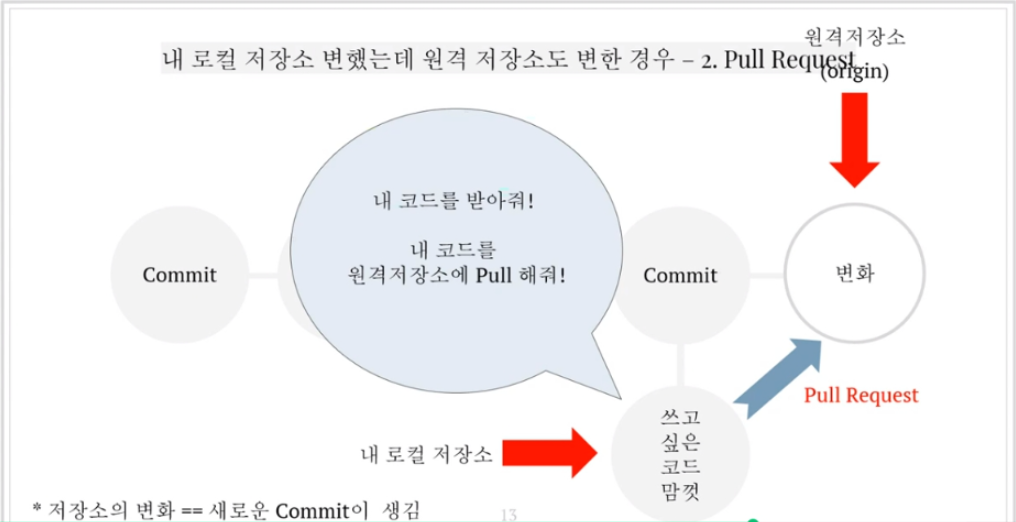 내 로컬 저장소 변했는데 원격 저장소도 변한 경우 – 2. Pull Request
원격저장소
(origin)
내 코드를 받아줘!
내 코드를
원격저장소에 Pull 해줘!
Commit
Commit
변화
Pull Request
내 로컬 저장소
쓰고
싶은
코드
맘껏
* 저장소의 변화 == 새로운 Commit이 생김
13